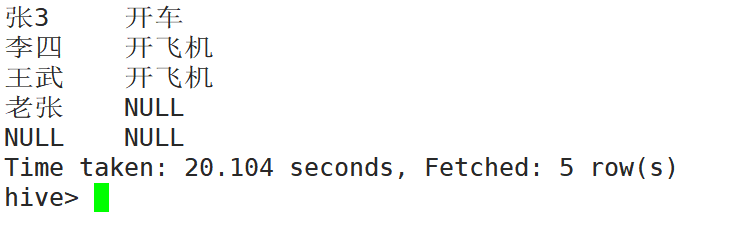 张3 开车
李四 开飞机
王武 开飞机
老张 NULL
NULL NULL
Time taken: 20.104 seconds, Fetched: 5 row(s)
hive>